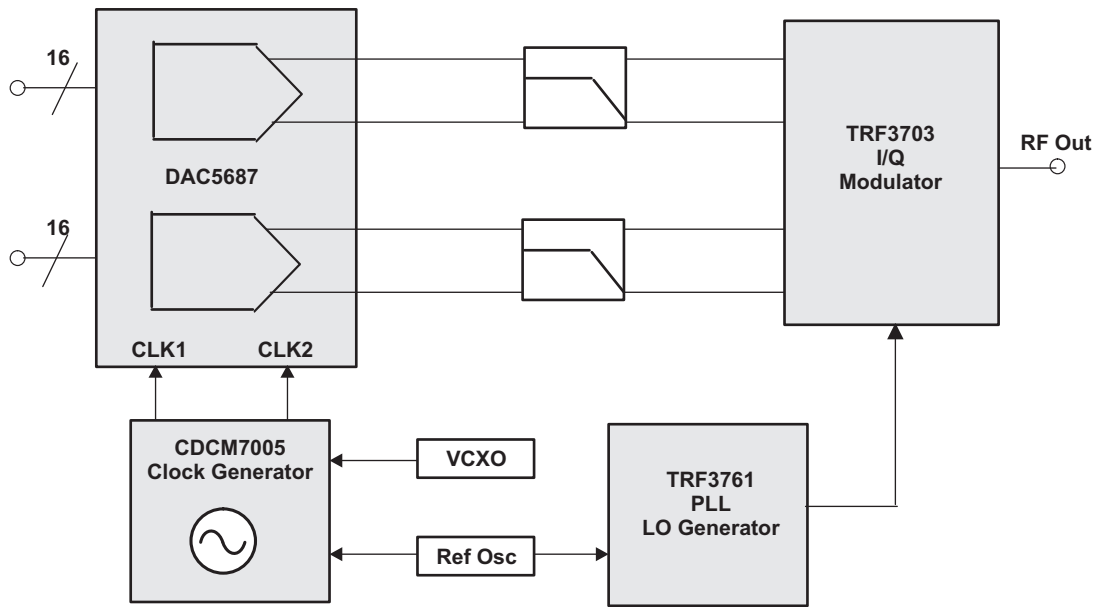 16
DAC5687
16
CLK1
CLK2
TRF3703
I/Q
Modulator
RF Out
CDCM7005
Clock Generator
VCXO
Ref Osc
TRF3761
PLL
LO Generator